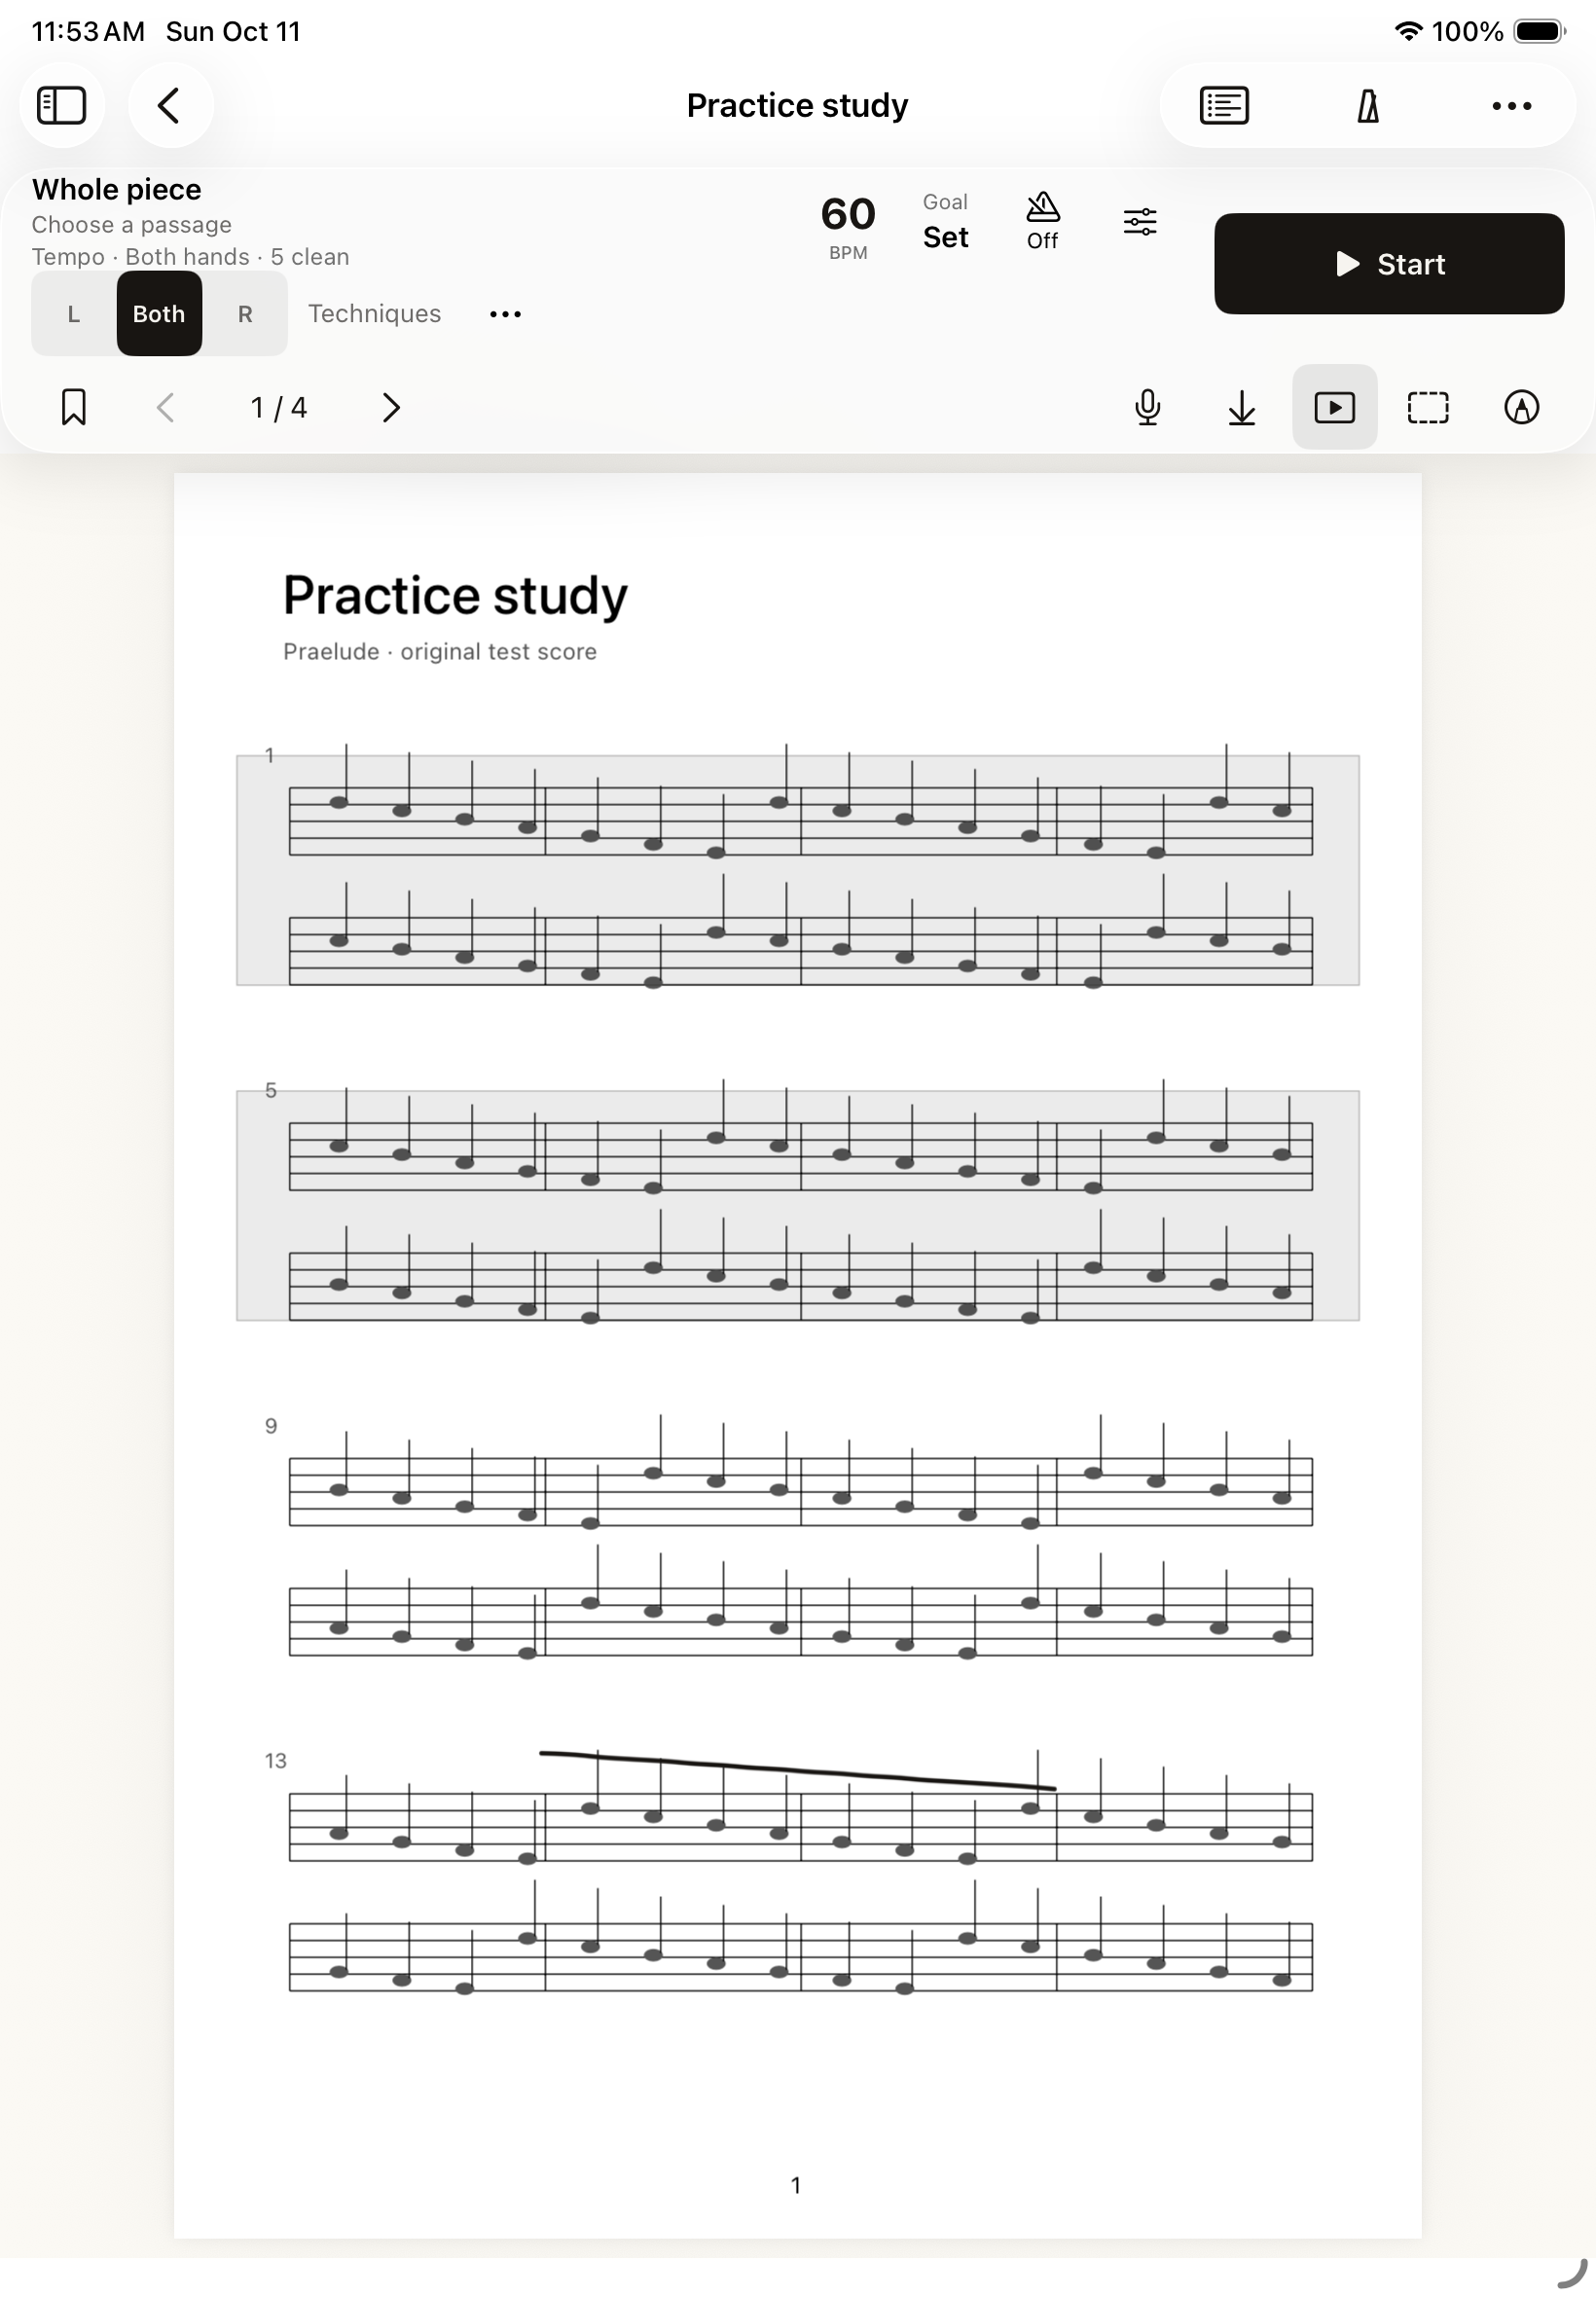 11:53 AM Sun Oct 11
100%
Practice study
Whole piece
Choose a passage
Tempo · Both hands · 5 clean
60
BPM
Goal
Set
Off
Start
L Both R Techniques
1 / 4
Practice study
Praelude · original test score
1
5
9
13
1